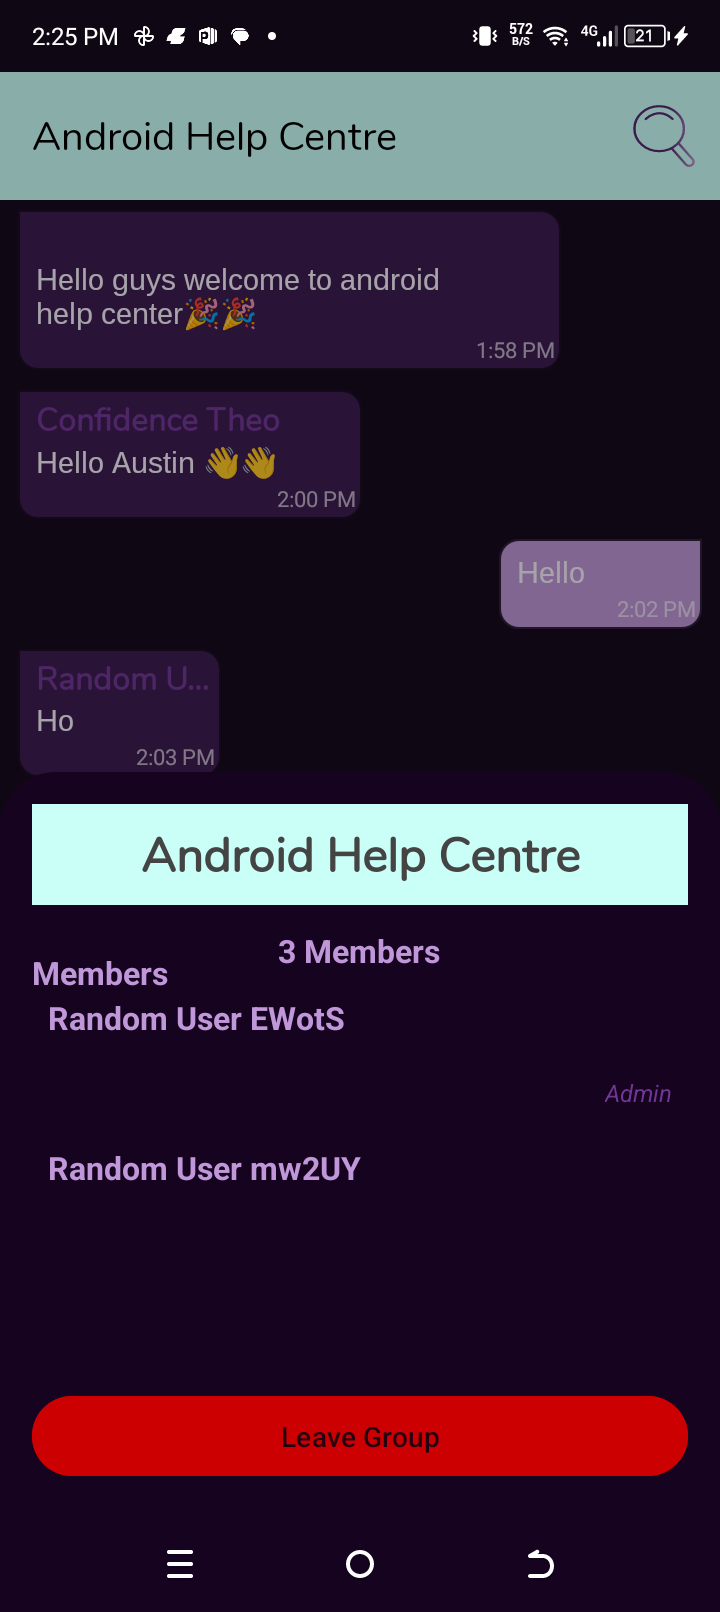 2:25 PM
572
B/S
4G
21
Android Help Centre
Hello guys welcome to android
help center🎉🎉
1:58 PM
Confidence Theo
Hello Austin 👋👋
2:00 PM
Hello
2:02 PM
Random U...
Ho
2:03 PM
Android Help Centre
3 Members
Members
Random User EWotS
Admin
Random User mw2UY
Leave Group